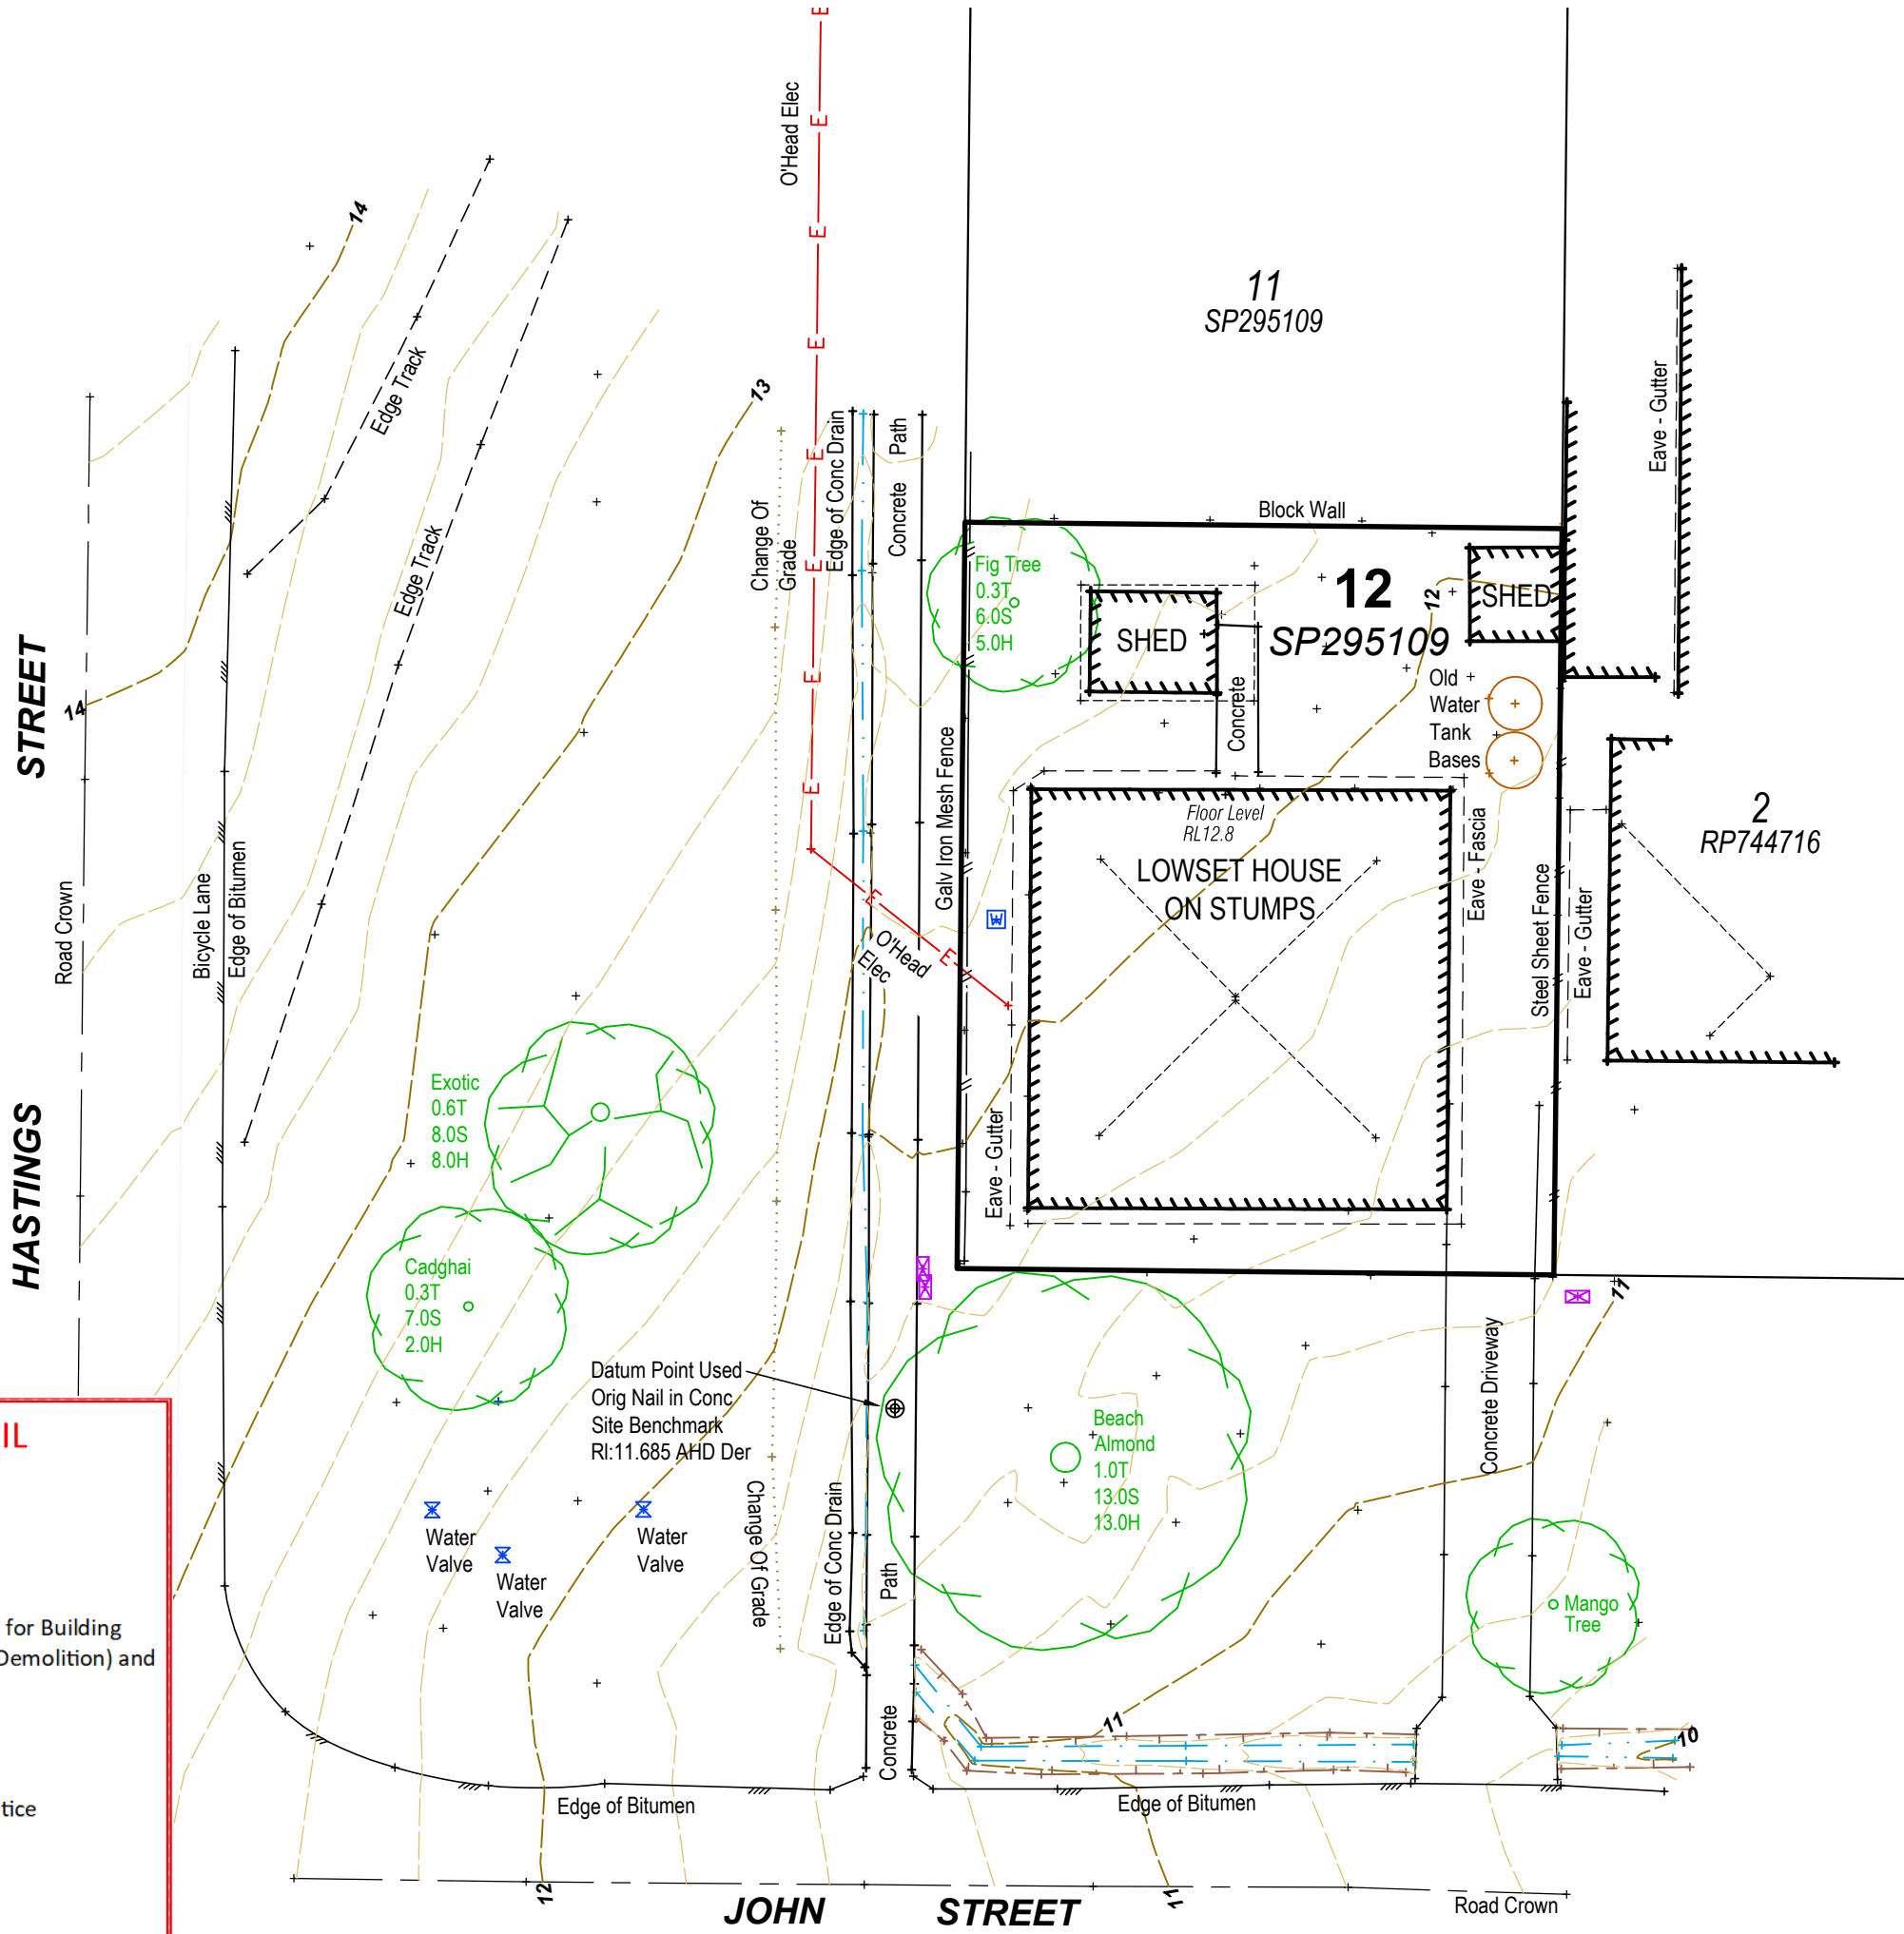 O'Head Elec
14
13
Edge Track
Edge Track
11
SP295109
Eave - Gutter
Edge of Conc Drain
Path
Concrete
Change Of
Grade
Block Wall
Fig Tree
0.3T
6.0S
5.0H
SHED
12
SP295109
12
SHED
Old
Water
Tank
Bases
Concrete
STREET
14
HASTINGS
Road Crown
Bicycle Lane
Edge of Bitumen
Galv Iron Mesh Fence
Floor Level
RL12.8
LOWSET HOUSE
ON STUMPS
Eave - Fascia
Steel Sheet Fence
Eave - Gutter
2
RP744716
O'Head
Elec
Eave - Gutter
Exotic
0.6T
8.0S
8.0H
Cadghai
0.3T
7.0S
2.0H
Datum Point Used
Orig Nail in Conc
Site Benchmark
Rl:11.685 AHD Der
Beach
Almond
1.0T
13.0S
13.0H
Concrete Driveway
11
Water
Valve
Water
Valve
Water
Valve
Change Of Grade
Edge of Conc Drain
Path
Concrete
Mango
Tree
11
10
Edge of Bitumen
Edge of Bitumen
12
11
JOHN STREET
Road Crown
IL
for Building
Demolition) and
tice
E
E
E
E
E
E
E
E
E
E
W